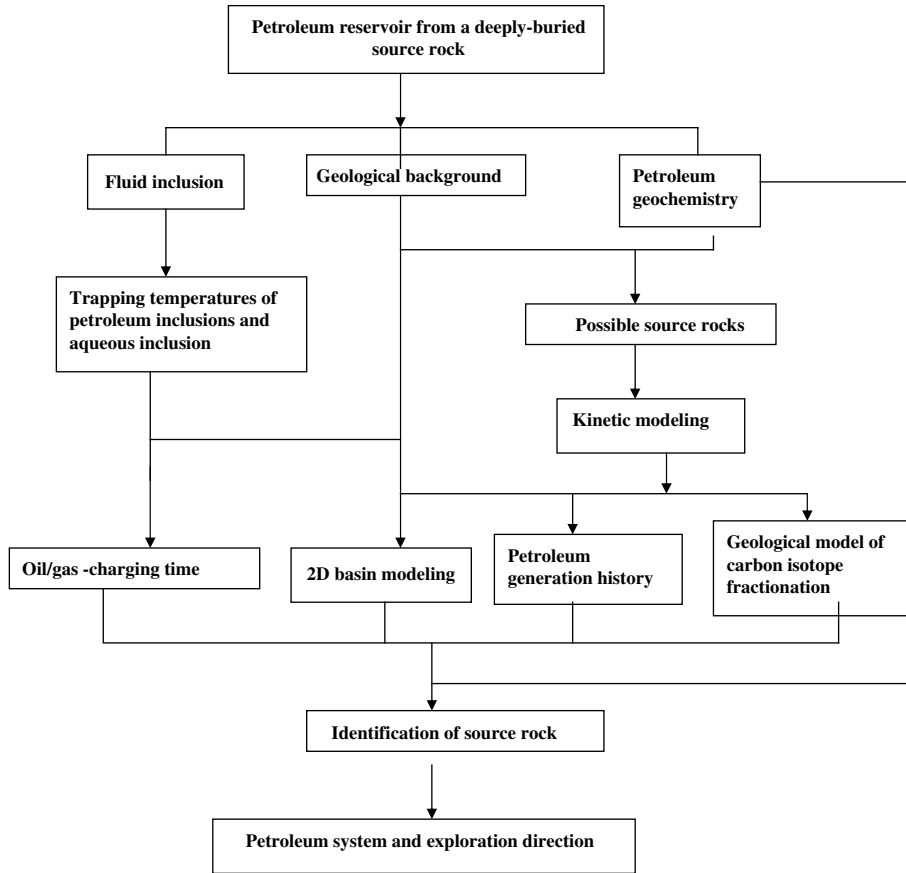 Petroleum reservoir from a deeply-buried
source rock
Fluid inclusion
Geological background
Petroleum
geochemistry
Trapping temperatures of
petroleum inclusions and
aqueous inclusion
Possible source rocks
Kinetic modeling
Oil/gas -charging time
2D basin modeling
Petroleum
generation history
Geological model of
carbon isotope
fractionation
Identification of source rock
Petroleum system and exploration direction